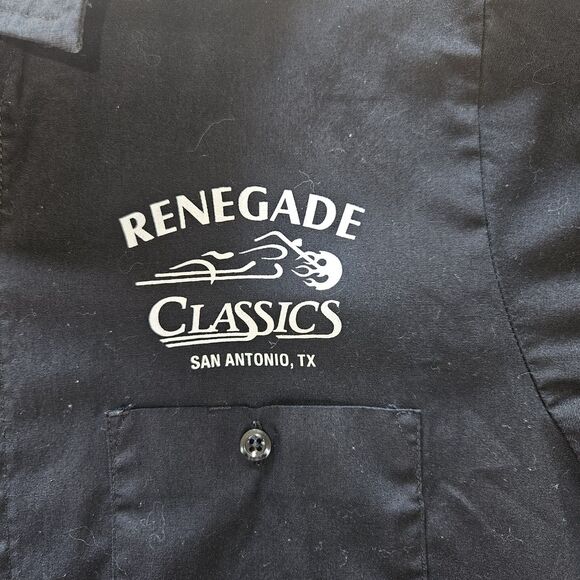 RENEGADE
CLASSICS
SAN ANTONIO, TX